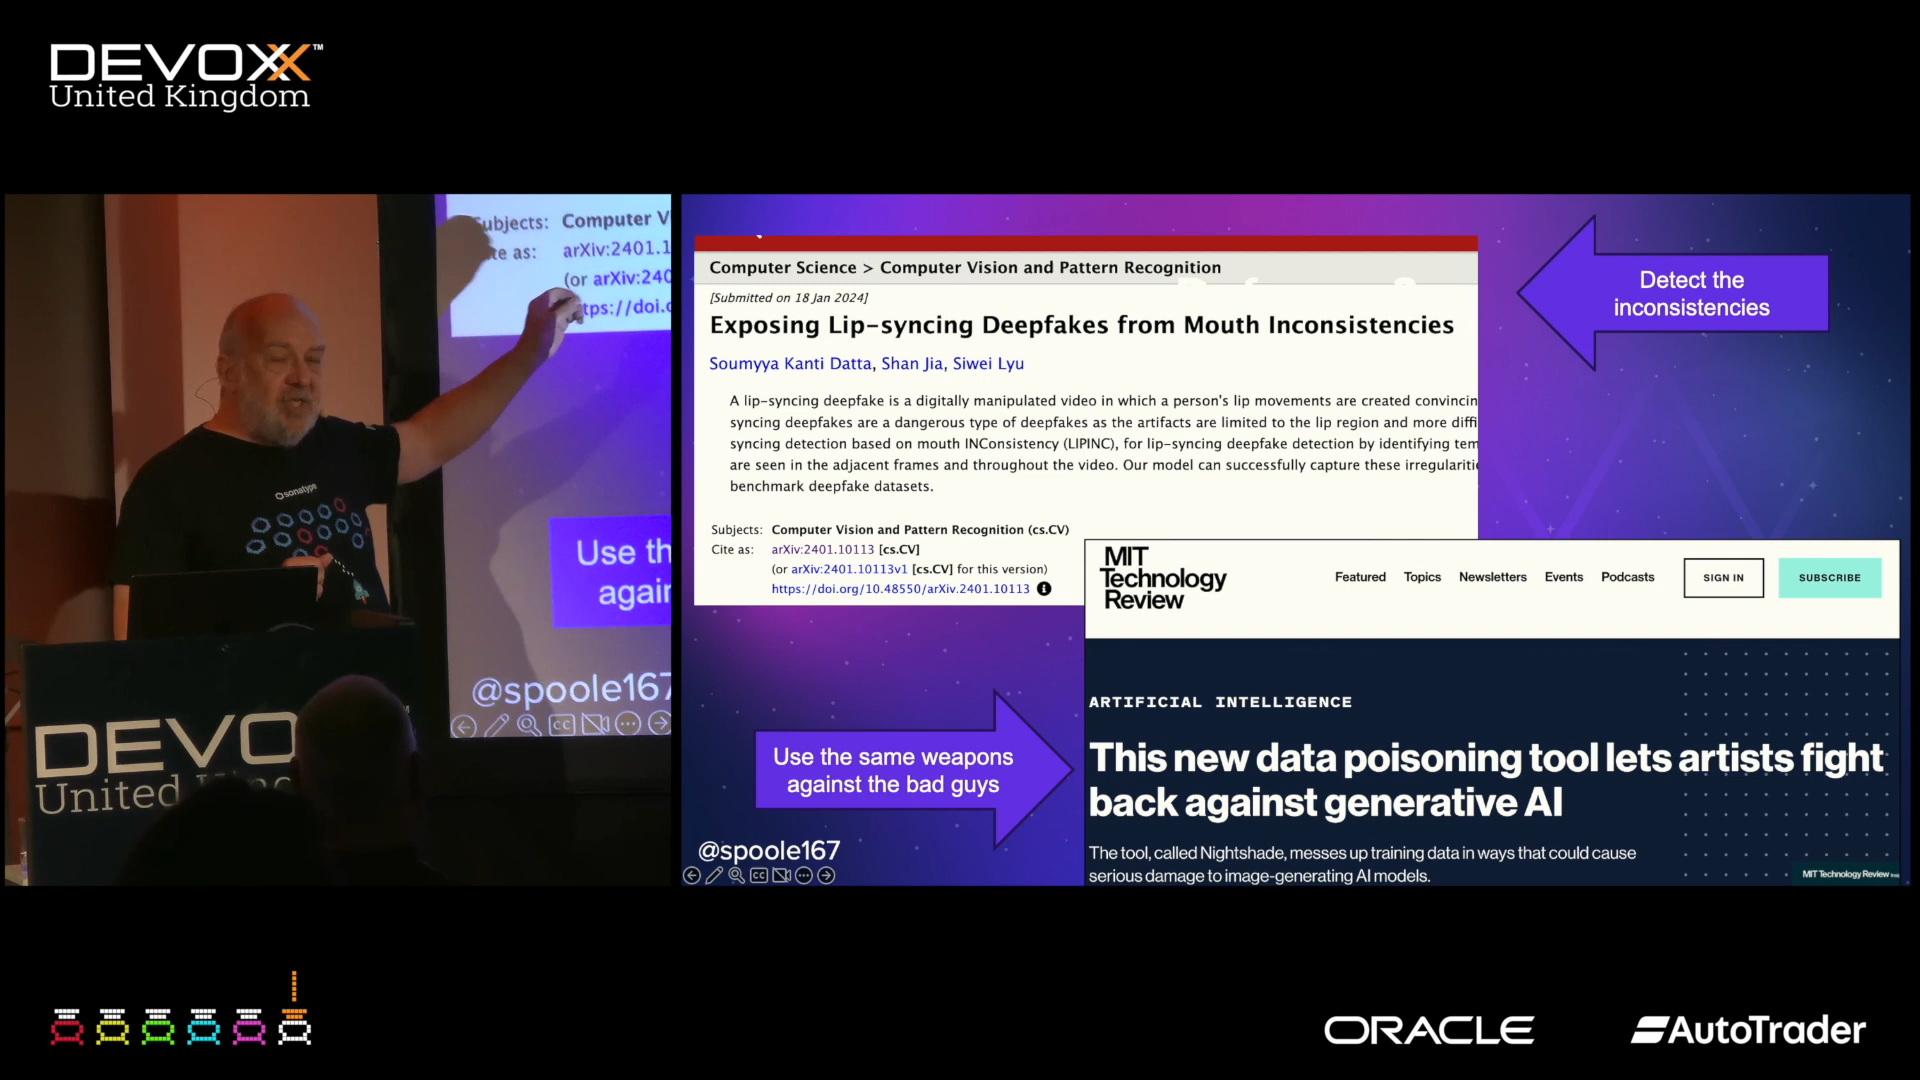 DEVOXX™
United Kingdom
Subjects: Computer V
ite as: arXiv:2401.1
(or arXiv:240
tps://doi.o
sonatype
Use th
again
@spoole167
CC
DEVO
United
Computer Science > Computer Vision and Pattern Recognition
[Submitted on 18 Jan 2024]
Exposing Lip-syncing Deepfakes from Mouth Inconsistencies
Soumyya Kanti Datta, Shan Jia, Siwei Lyu
A lip-syncing deepfake is a digitally manipulated video in which a person's lip movements are created convincin
syncing deepfakes are a dangerous type of deepfakes as the artifacts are limited to the lip region and more diffi
syncing detection based on mouth INConsistency (LIPINC), for lip-syncing deepfake detection by identifying tem
are seen in the adjacent frames and throughout the video. Our model can successfully capture these irregulariti
benchmark deepfake datasets.
Subjects: Computer Vision and Pattern Recognition (cs.CV)
Cite as: arXiv:2401.10113 [cs.CV]
(or arXiv:2401.10113v1 [cs.CV] for this version)
https://doi.org/10.48550/arXiv.2401.10113
Detect the
inconsistencies
MIT
Technology
Review
Featured Topics Newsletters Events Podcasts SIGN IN SUBSCRIBE
ARTIFICIAL INTELLIGENCE
This new data poisoning tool lets artists fight
back against generative AI
The tool, called Nightshade, messes up training data in ways that could cause
serious damage to image-generating AI models.
MIT Technology Review
Use the same weapons
against the bad guys
@spoole167
CC
ORACLE
AutoTrader